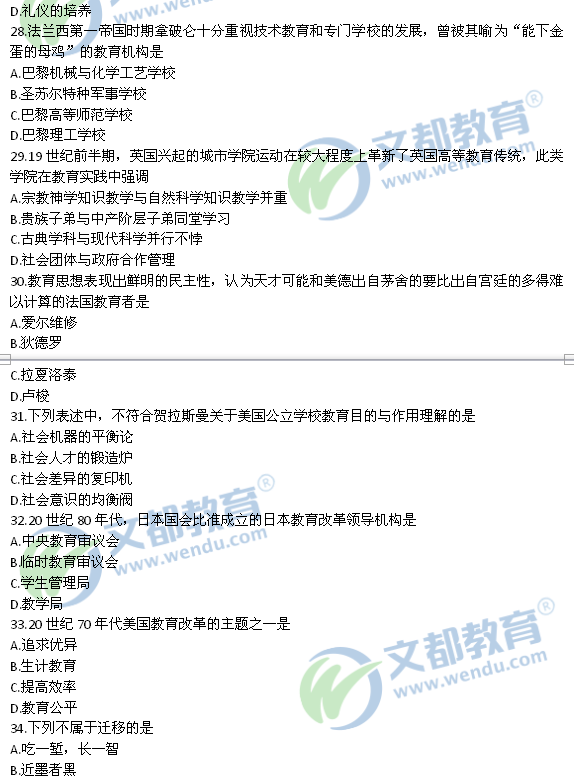 D.礼仪的培养
28.法兰西第一帝国时期拿破仑十分重视技术教育和专门学校的发展，曾被其喻为“能下金
蛋的母鸡”的教育机构是
A.巴黎机械与化学工艺学校
B.圣苏尔特种军事学校
C.巴黎高等师范学校
D.巴黎理工学校
29.19 世纪前半期，英国兴起的城市学院运动在较大程度上革新了英国高等教育传统，此类
学院在教育实践中强调
A.宗教神学知识教学与自然科学知识教学并重
B.贵族子弟与中产阶层子弟同堂学习
C.古典学科与现代科学并行不悖
D.社会团体与政府合作管理
30.教育思想表现出鲜明的民主性，认为天才可能和美德出自茅舍的要比出自宫廷的多得难
以计算的法国教育者是
A.爱尔维修
B.狄德罗
C.拉夏洛泰
D.卢梭
31.下列表述中，不符合贺拉斯曼关于美国公立学校教育目的与作用理解的是
A.社会机器的平衡论
B.社会人才的锻造炉
C.社会差异的复印机
D.社会意识的均衡阀
32.20 世纪 80 年代，日本国会比准成立的日本教育改革领导机构是
A.中央教育审议会
B.临时教育审议会
C.学生管理局
D.教学局
33.20 世纪 70 年代美国教育改革的主题之一是
A.追求优异
B.生计教育
C.提高效率
D.教育公平
34.下列不属于迁移的是
A.吃一堑，长一智
B.近墨者黑
文都教育®
www.wendu.com
文都教育®
www.wendu.com
文都教育®
www.wendu.com